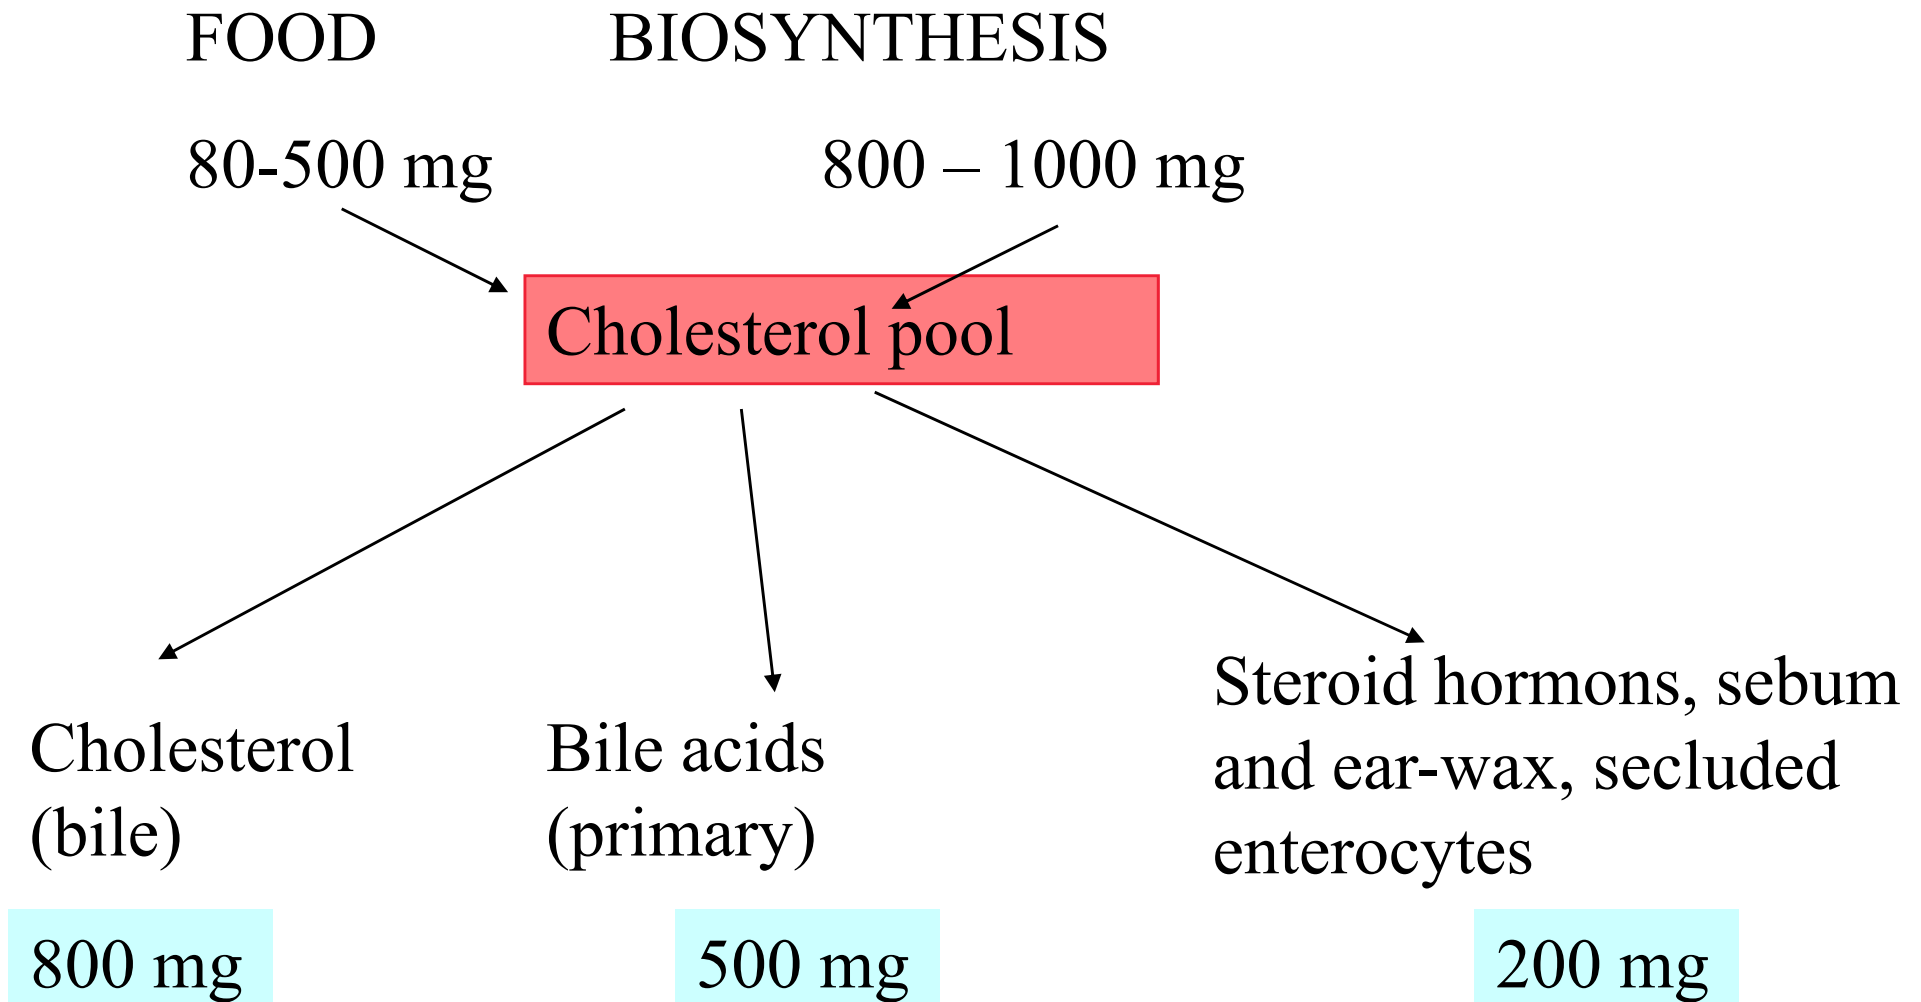 FOOD BIOSYNTHESIS
80-500 mg 800 – 1000 mg
Cholesterol pool
Cholesterol
(bile)
Bile acids
(primary)
Steroid hormons, sebum
and ear-wax, secluded
enterocytes
800 mg 500 mg 200 mg